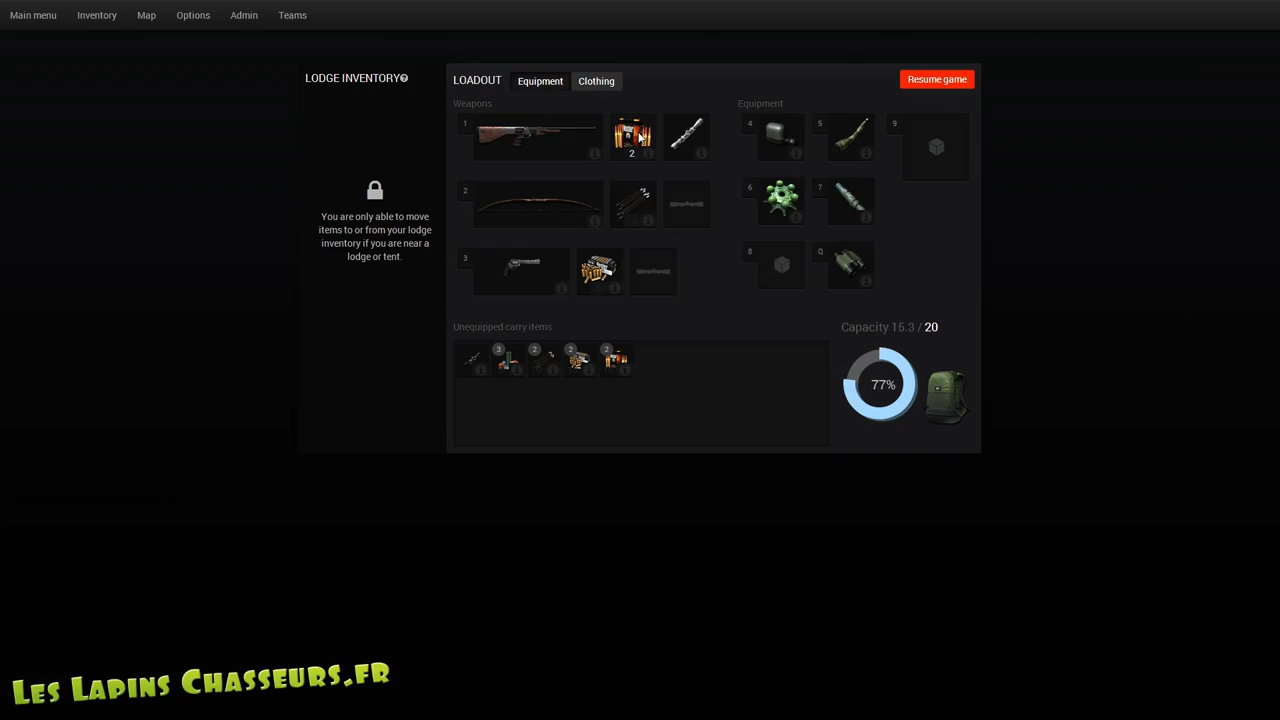 Main menu
Inventory
Map
Options
Admin
Teams
LODGE INVENTORY
LOADOUT
Equipment
Clothing
Resume game
Weapons
Equipment
1
2
4
5
9
2
6
7
3
8
Q
You are only able to move
items to or from your lodge
inventory if you are near a
lodge or tent.
Unequipped carry items
3
2
2
2
Capacity 15.3 / 20
77%
LES LAPINS CHASSEURS.FR